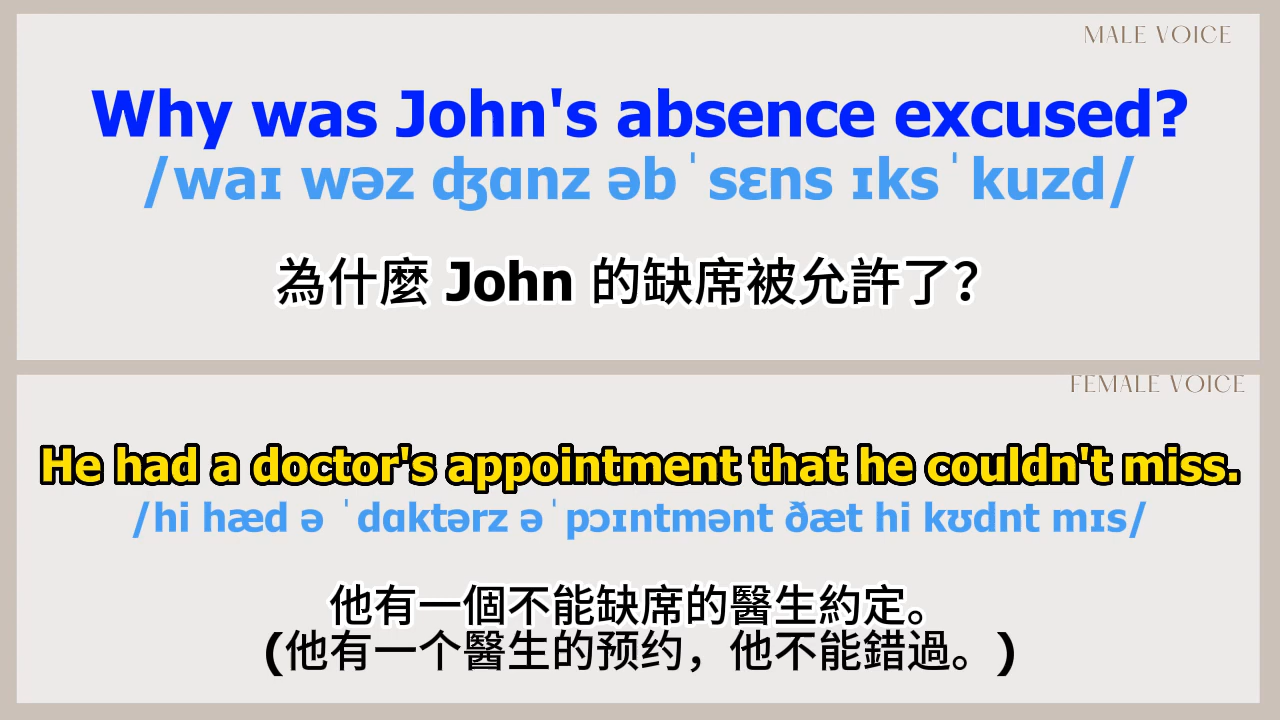 MALE VOICE
Why was John's absence excused?
/waɪ wəz ʤɑnz əbˈsɛns ɪksˈkuzd/
為什麼 John 的缺席被允許了?
FEMALE VOICE
He had a doctor's appointment that he couldn't miss.
/hi hæd ə ˈdɑktərz əˈpɔɪntmənt ðæt hi kʊdnt mɪs/
他有一個不能缺席的醫生約定。
(他有一个醫生的预约，他不能錯過。)